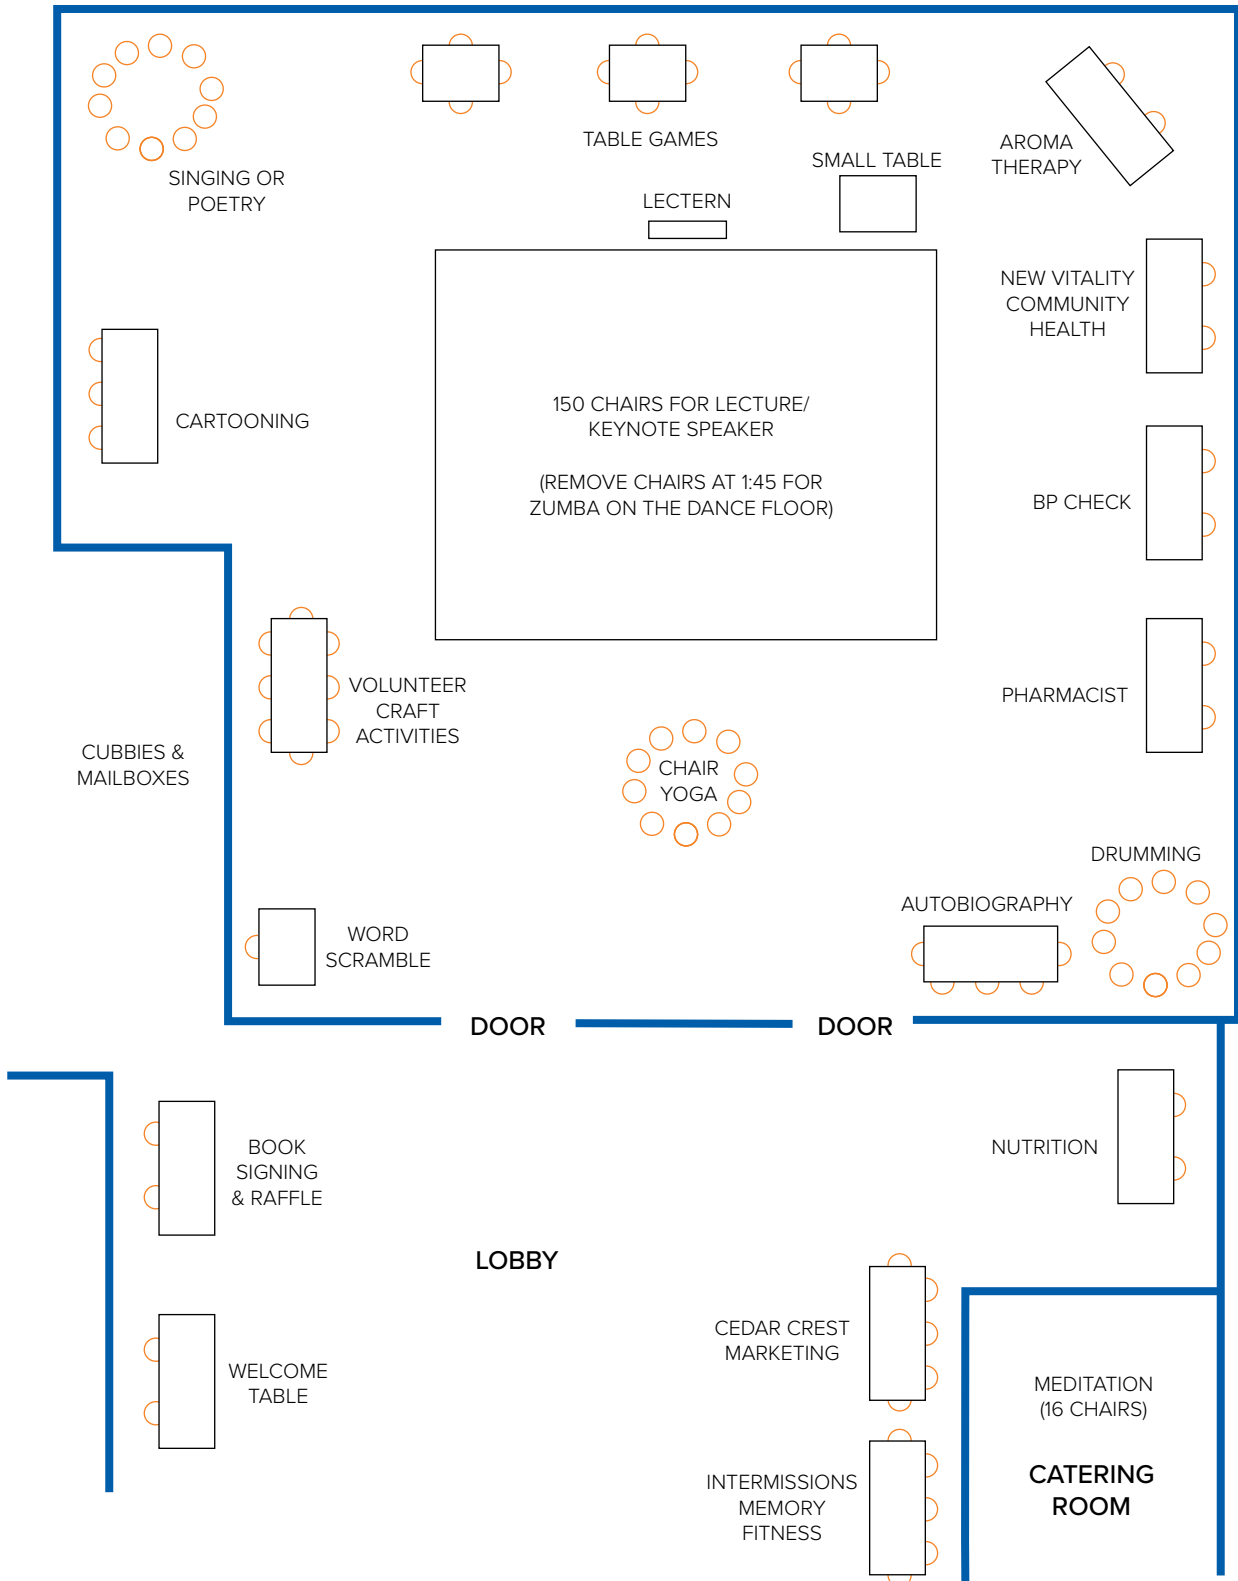 TABLE GAMES
AROMA
THERAPY
SMALL TABLE
SINGING OR
POETRY
LECTERN
NEW VITALITY
COMMUNITY
HEALTH
150 CHAIRS FOR LECTURE/
KEYNOTE SPEAKER
(REMOVE CHAIRS AT 1:45 FOR
ZUMBA ON THE DANCE FLOOR)
CARTOONING
BP CHECK
VOLUNTEER
CRAFT
ACTIVITIES
PHARMACIST
CUBBIES &
MAILBOXES
CHAIR
YOGA
DRUMMING
AUTOBIOGRAPHY
WORD
SCRAMBLE
DOOR
DOOR
BOOK
SIGNING
& RAFFLE
NUTRITION
LOBBY
CEDAR CREST
MARKETING
WELCOME
TABLE
MEDITATION
(16 CHAIRS)
CATERING
ROOM
INTERMISSIONS
MEMORY
FITNESS